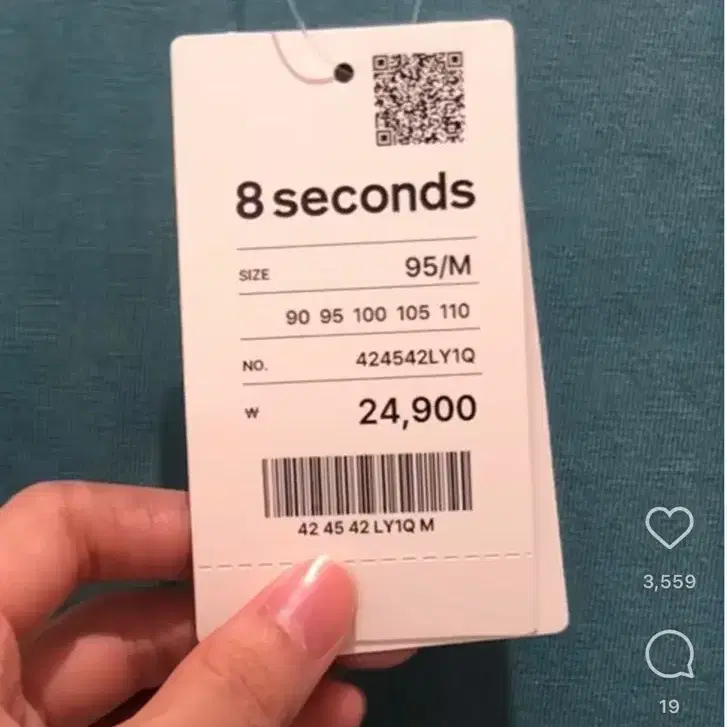 8 seconds
SIZE 95/M
90 95 100 105 110
NO. 424542LY1Q
₩ 24,900
42 45 42 LY1Q M
3,559
19